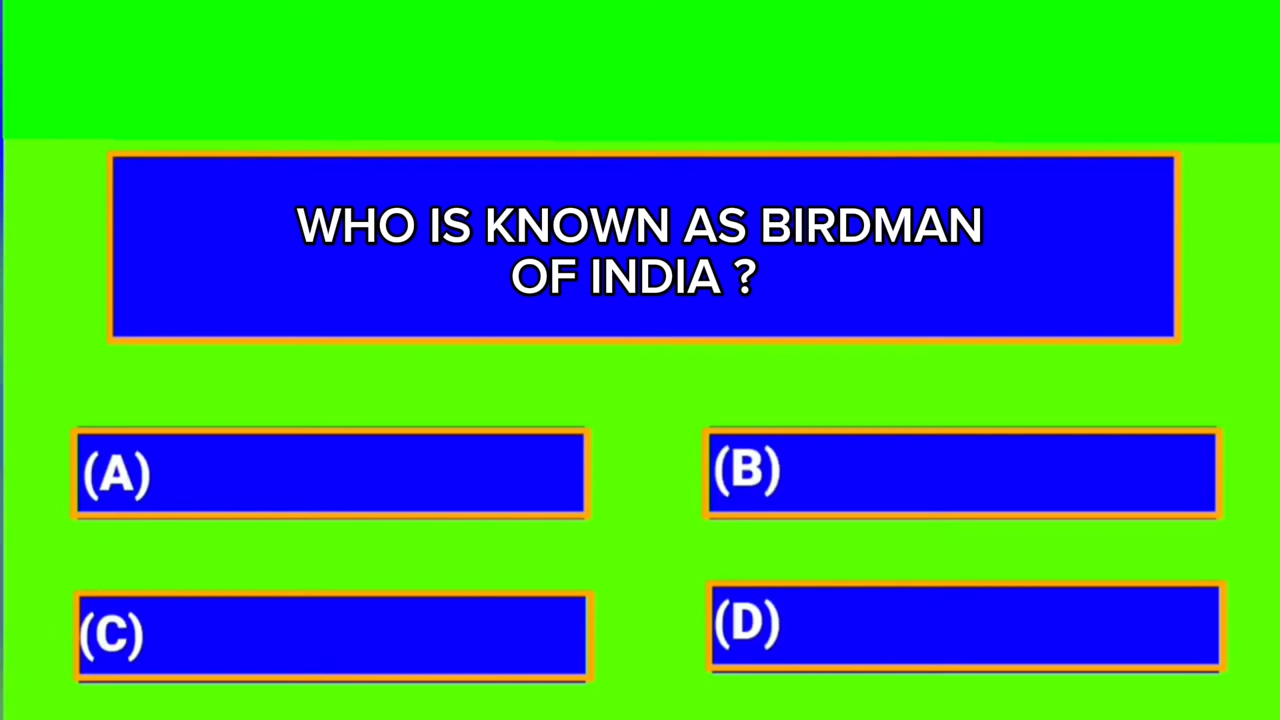 WHO IS KNOWN AS BIRDMAN
OF INDIA ?
(A)
(B)
(C)
(D)